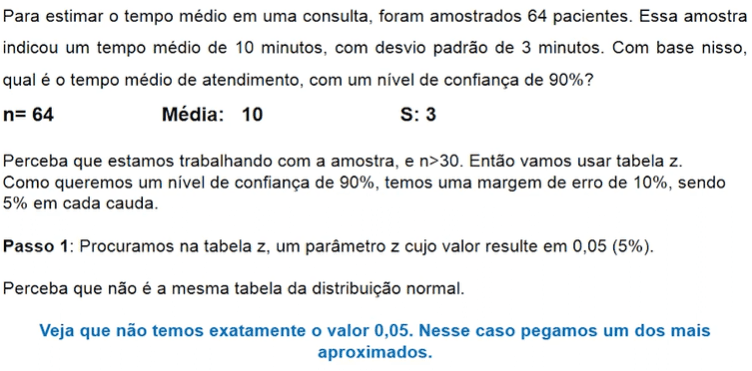 Para estimar o tempo médio em uma consulta, foram amostrados 64 pacientes. Essa amostra
indicou um tempo médio de 10 minutos, com desvio padrão de 3 minutos. Com base nisso,
qual é o tempo médio de atendimento, com um nível de confiança de 90%?
n= 64 Média: 10 S: 3
Perceba que estamos trabalhando com a amostra, e n>30. Então vamos usar tabela z.
Como queremos um nível de confiança de 90%, temos uma margem de erro de 10%, sendo
5% em cada cauda.
Passo 1: Procuramos na tabela z, um parâmetro z cujo valor resulte em 0,05 (5%).
Perceba que não é a mesma tabela da distribuição normal.
Veja que não temos exatamente o valor 0,05. Nesse caso pegamos um dos mais
aproximados.